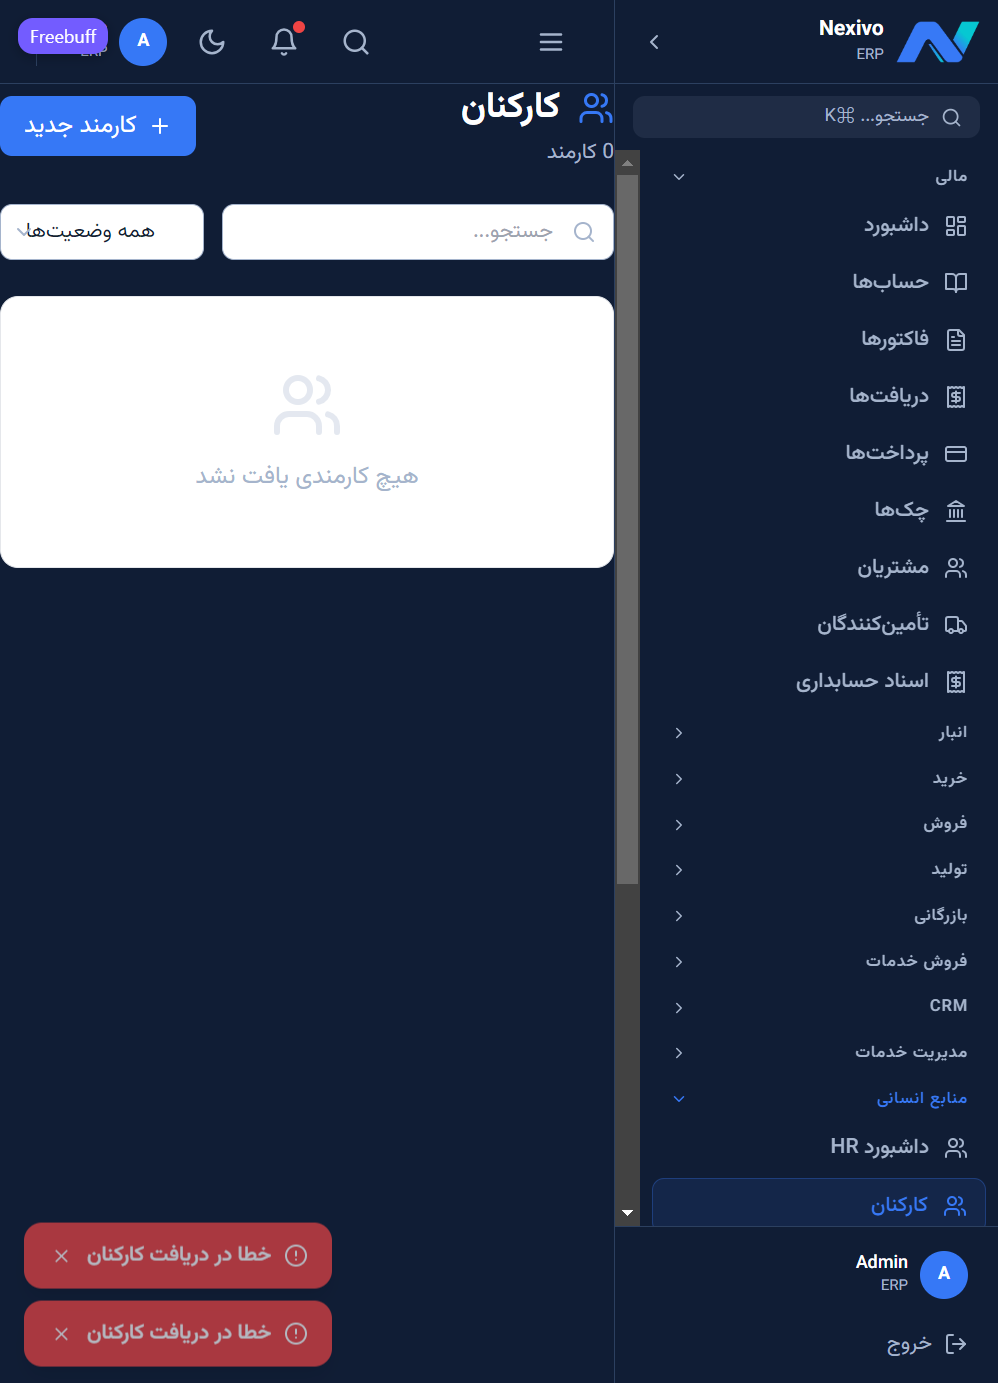 Nexivo
ERP
جستجو... ⌘K
مالی
داشبورد
حساب‌ها
فاکتورها
دریافت‌ها
پرداخت‌ها
چک‌ها
مشتریان
تأمین‌کنندگان
اسناد حسابداری
انبار
خرید
فروش
تولید
بازرگانی
فروش خدمات
CRM
مدیریت خدمات
منابع انسانی
داشبورد HR
کارکنان
Admin
ERP
A
خروج
A
Freebuff
ERP
کارکنان
0 کارمند
کارمند جدید
جستجو...
همه وضعیت‌ها
هیچ کارمندی یافت نشد
خطا در دریافت کارکنان
خطا در دریافت کارکنان